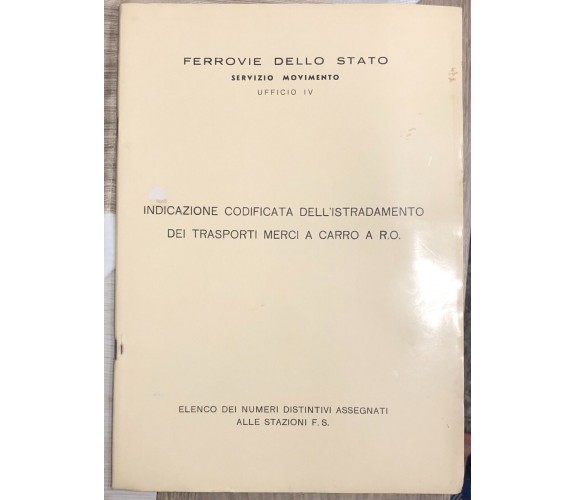 FERROVIE DELLO STATO
SERVIZIO MOVIMENTO
UFFICIO IV
INDICAZIONE CODIFICATA DELL'ISTRADAMENTO
DEI TRASPORTI MERCI A CARRO A R.O.
ELENCO DEI NUMERI DISTINTIVI ASSEGNATI
ALLE STAZIONI F.S.